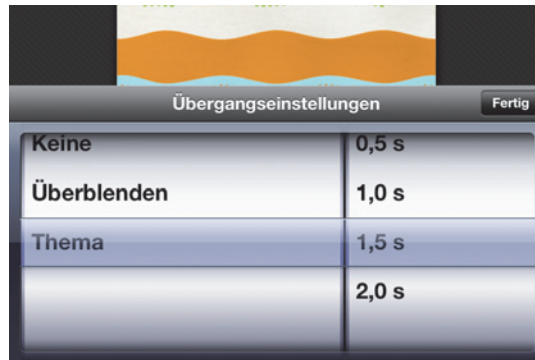 Übergangseinstellungen
Fertig
Keine 0,5 s
Überblenden 1,0 s
Thema 1,5 s
2,0 s